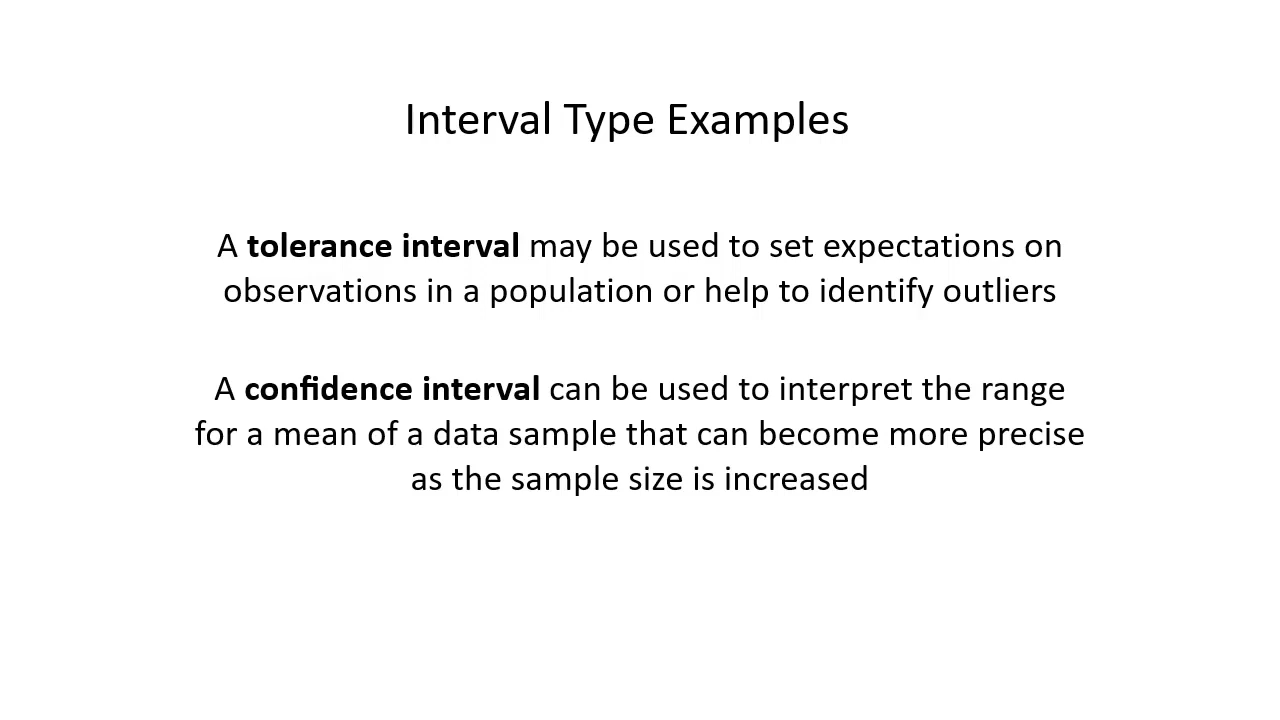 Interval Type Examples
A tolerance interval may be used to set expectations on
observations in a population or help to identify outliers
A confidence interval can be used to interpret the range
for a mean of a data sample that can become more precise
as the sample size is increased